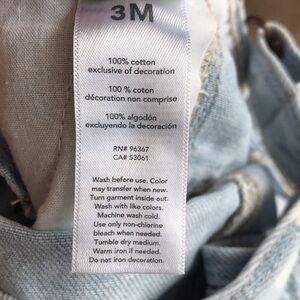 3M
100% cotton
exclusive of decoration
100 % coton
décoration non comprise
100% algodón
excluyendo la decoración
RN# 96367
CA# 53061
Wash before use. Color
may transfer when new.
Turn garment inside out.
Wash with like colors.
Machine wash cold.
Use only non-chlorine
bleach when needed.
Tumble dry medium.
Warm iron if needed.
Do not iron decoration.